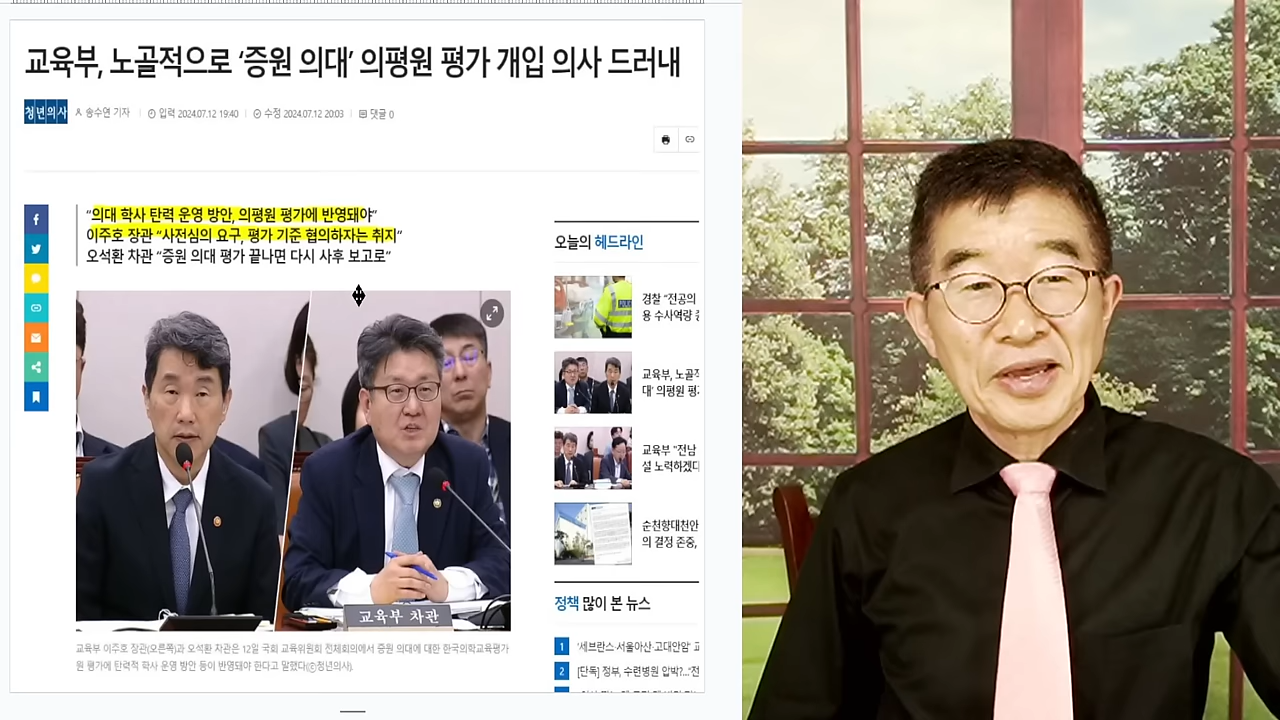 교육부, 노골적으로 ‘증원 의대’ 의평원 평가 개입 의사 드러내
청년의사
송수연 기자
입력 2024.07.12 19:40
수정 2024.07.12 20:03
댓글 0
“의대 학사 탄력 운영 방안, 의평원 평가에 반영돼야”
이주호 장관 “사전심의 요구, 평가 기준 협의하자는 취지“
오석환 차관 “증원 의대 평가 끝나면 다시 사후 보고로”
교육부 차관
교육부 이주호 장관(오른쪽)과 오석환 차관은 12일 국회 교육위원회 전체회의에서 증원 의대에 대한 한국의학교육평가
원 평가에 탄력적 학사 운영 방안 등이 반영돼야 한다고 말했다(ⓒ청년의사).
오늘의 헤드라인
경찰 “전공의
용 수사역량
교육부, 노골
대’ 의평원
교육부 "전남
설 노력하겠
순천향대천안
의 결정 존중,
정책 많이 본 뉴스
1 ‘세브란스·서울아산·고대안암’
2 [단독] 정부, 수련병원 압박?…“전